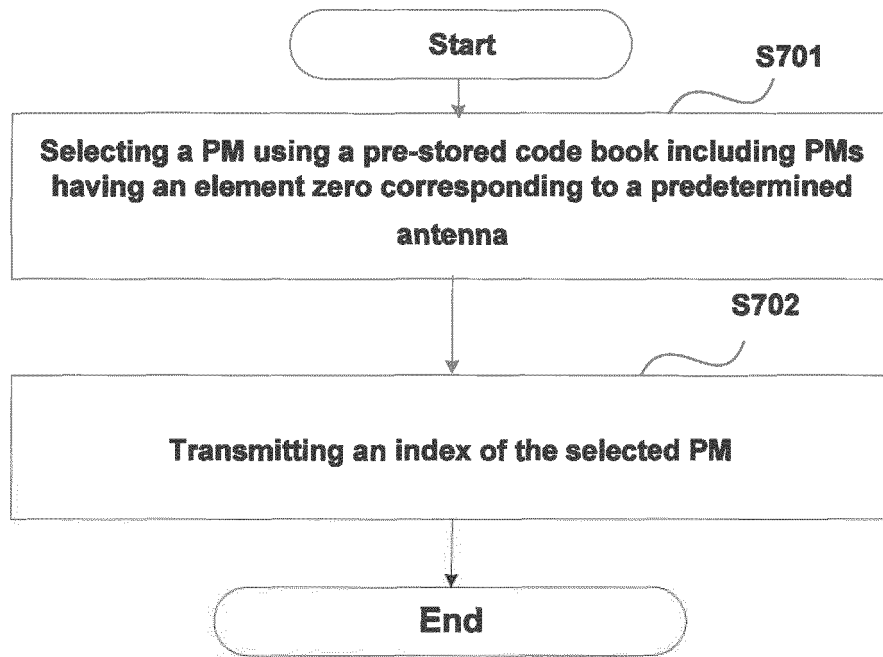 Start
S701
Selecting a PM using a pre-stored code book including PMs
having an element zero corresponding to a predetermined
antenna
S702
Transmitting an index of the selected PM
End